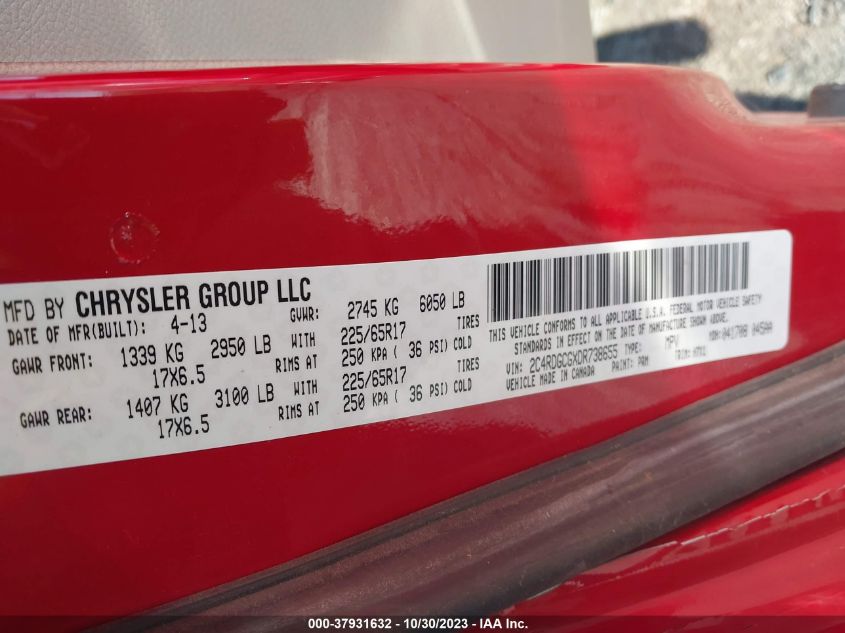 MFD BY CHRYSLER GROUP LLC
DATE OF MFR(BUILT): 4-13 GVWR: 2745 KG 6050 LB
GAWR FRONT: 1339 KG 2950 LB WITH 225/65R17 TIRES
17X6.5 RIMS AT 250 KPA ( 36 PSI) COLD
GAWR REAR: 1407 KG 3100 LB WITH 225/65R17 TIRES
17X6.5 RIMS AT 250 KPA ( 36 PSI) COLD
THIS VEHICLE CONFORMS TO ALL APPLICABLE U.S.A. FEDERAL MOTOR VEHICLE SAFETY
STANDARDS IN EFFECT ON THE DATE OF MANUFACTURE SHOWN ABOVE.
VIN: 2C4RDGCGXDR738655 TYPE: MPV MDH: 041708 045AA
VEHICLE MADE IN CANADA PAINT: PRM TRIM:
000-37931632 - 10/30/2023 - IAA Inc.